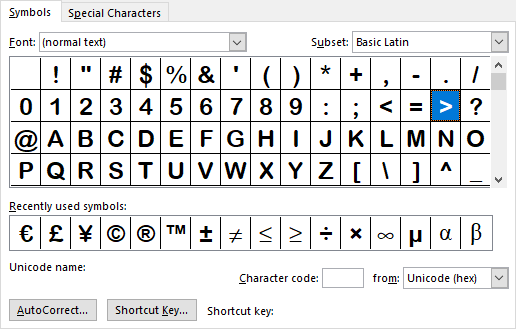 Symbols Special Characters
Font: (normal text) Subset: Basic Latin
! " # $ % & ' ( ) * + , - . /
0 1 2 3 4 5 6 7 8 9 : ; < = > ?
@ A B C D E F G H I J K L M N O
P Q R S T U V W X Y Z [ \ ] ^ _
Recently used symbols:
€ £ ¥ © ® ™ ± ≠ ≤ ≥ ÷ × ∞ µ α β
Unicode name:
Character code: from: Unicode (hex)
AutoCorrect... Shortcut Key... Shortcut key: